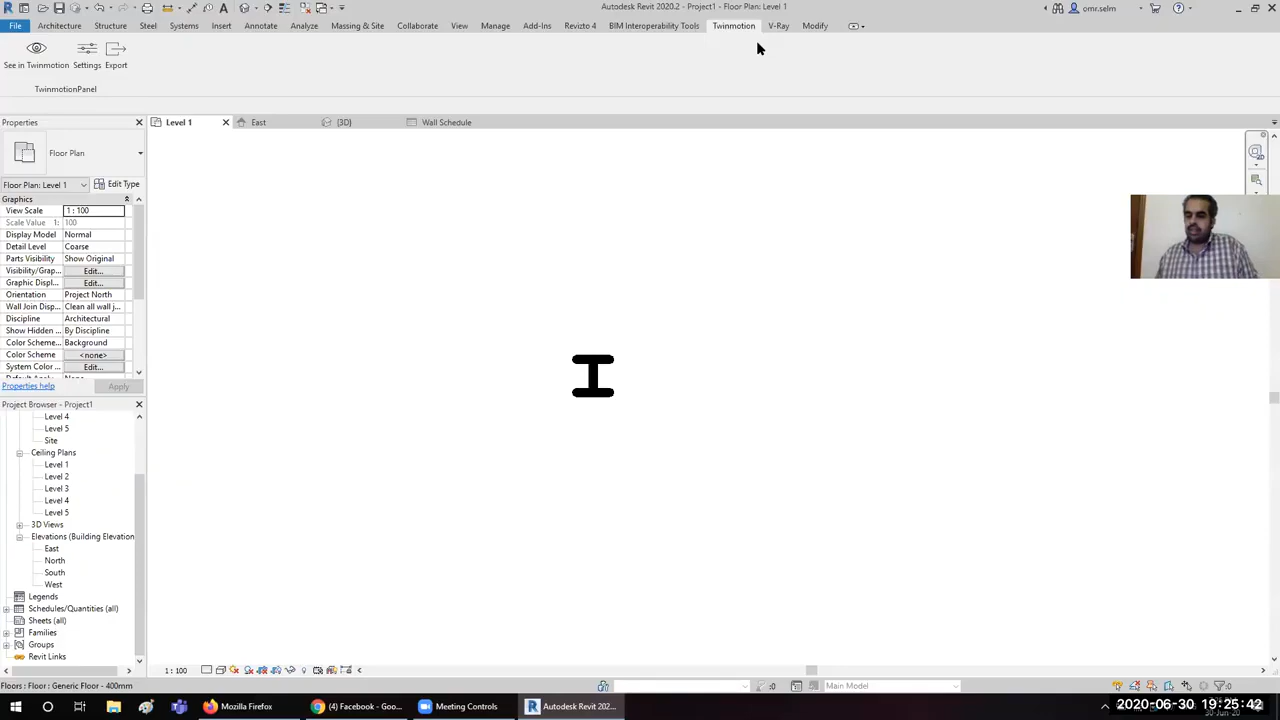 Autodesk Revit 2020.2 - Project1 - Floor Plan: Level 1
omr.selm
File Architecture Structure Steel Systems Insert Annotate Analyze Massing & Site Collaborate View Manage Add-Ins Revizto 4 BIM Interoperability Tools Twinmotion V-Ray Modify
See in Twinmotion Settings Export
TwinmotionPanel
Properties
Level 1 East {3D} Wall Schedule
Floor Plan
Floor Plan: Level 1 Edit Type
Graphics
View Scale 1 : 100
Scale Value 1: 100
Display Model Normal
Detail Level Coarse
Parts Visibility Show Original
Visibility/Grap... Edit...
Graphic Displ... Edit...
Orientation Project North
Wall Join Disp... Clean all wall j...
Discipline Architectural
Show Hidden ... By Discipline
Color Scheme... Background
Color Scheme <none>
System Color ... Edit...
Properties help Apply
Project Browser - Project1
Level 4
Level 5
Site
Ceiling Plans
Level 1
Level 2
Level 3
Level 4
Level 5
3D Views
Elevations (Building Elevation
East
North
South
West
Legends
Schedules/Quantities (all)
Sheets (all)
Families
Groups
Revit Links
1 : 100
Floors : Floor : Generic Floor - 400mm
:0
Main Model
:0
Mozilla Firefox
(4) Facebook - Goo...
Meeting Controls
Autodesk Revit 202...
2020-06-30 19:25:42